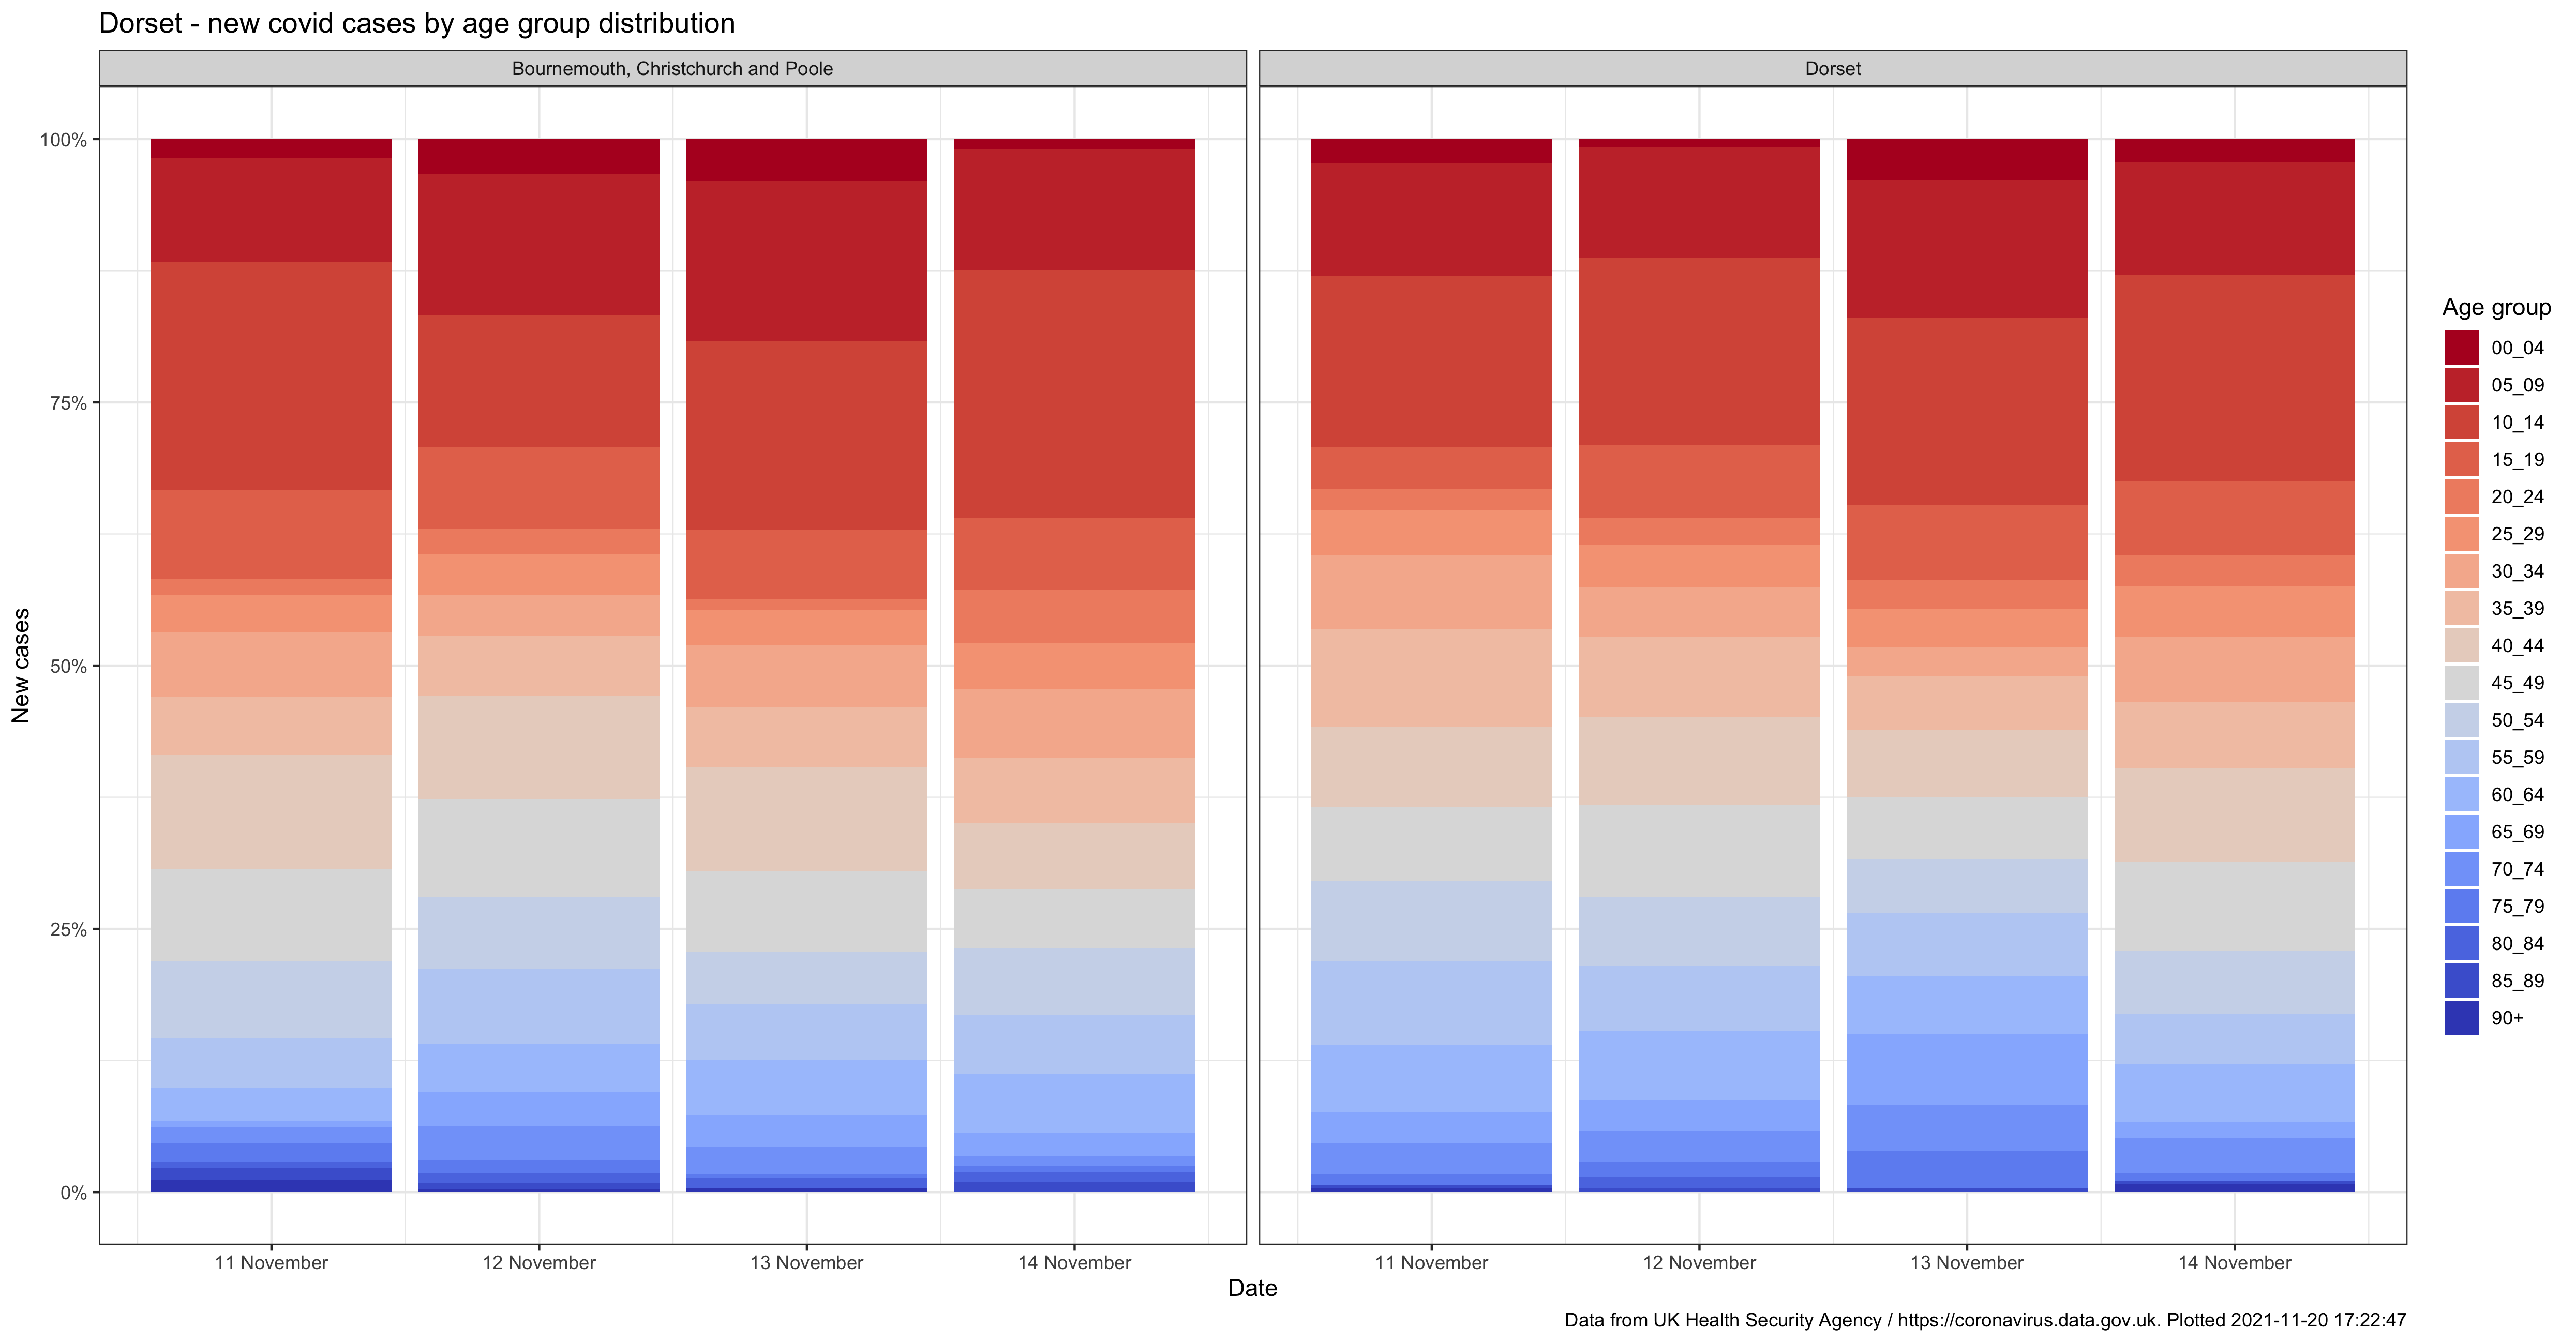 Dorset - new covid cases by age group distribution
Bournemouth, Christchurch and Poole
Dorset
New cases
100%
75%
50%
25%
0%
11 November
12 November
13 November
14 November
11 November
12 November
13 November
14 November
Date
Age group
00_04
05_09
10_14
15_19
20_24
25_29
30_34
35_39
40_44
45_49
50_54
55_59
60_64
65_69
70_74
75_79
80_84
85_89
90+
Data from UK Health Security Agency / https://coronavirus.data.gov.uk. Plotted 2021-11-20 17:22:47